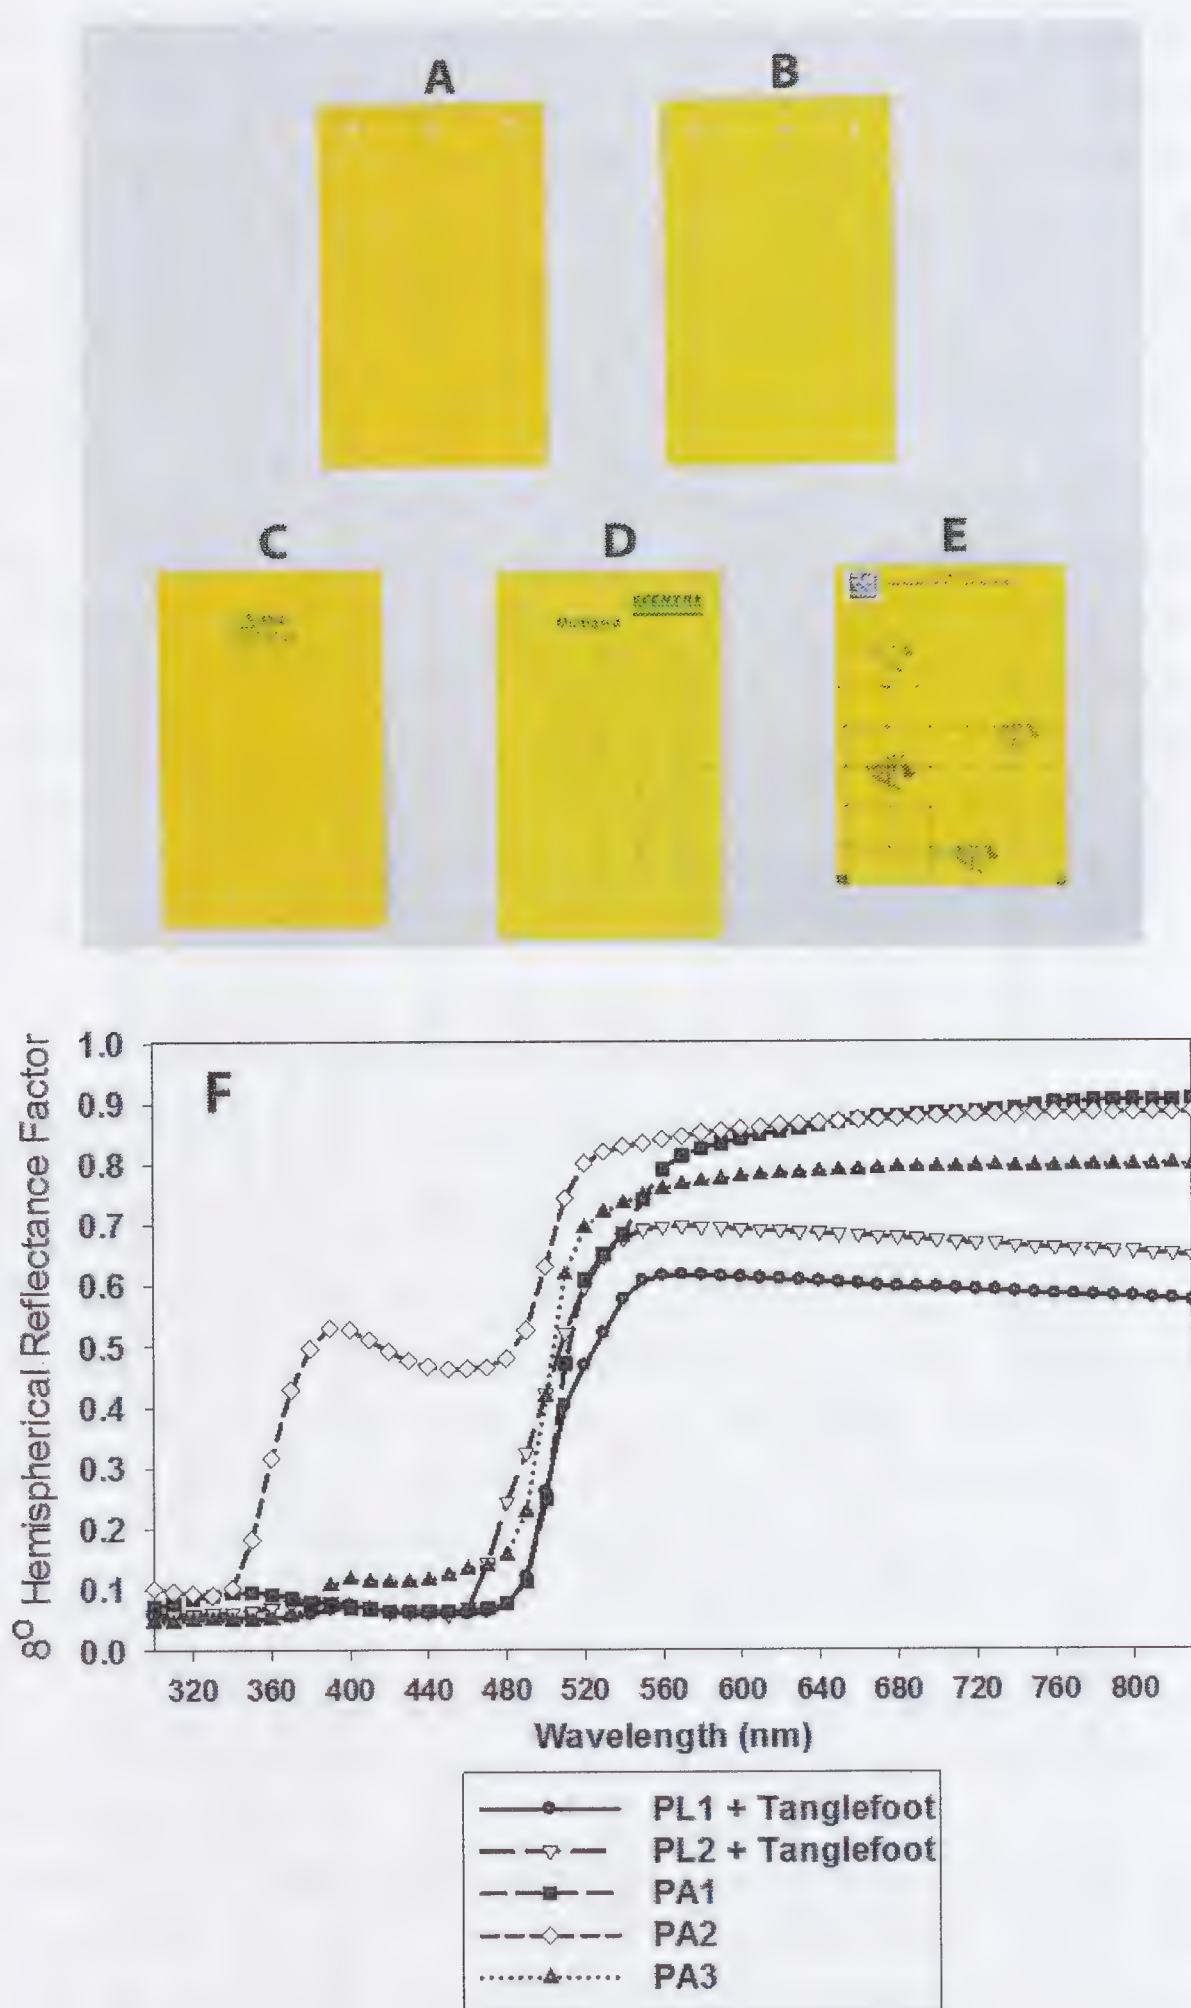 A
B
C
D
E
F
1.0
0.9
0.8
0.7
0.6
0.5
0.4
0.3
0.2
0.1
0.0
8° Hemispherical Reflectance Factor
320 360 400 440 480 520 560 600 640 680 720 760 800
Wavelength (nm)
PL1 + Tanglefoot
PL2 + Tanglefoot
PA1
PA2
PA3